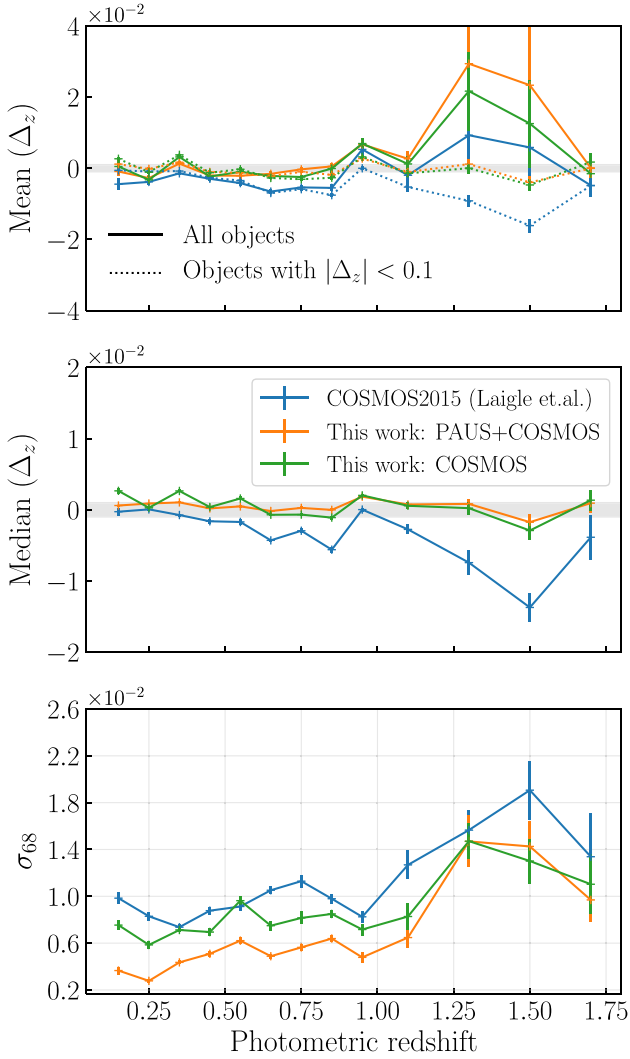 ×10⁻²
4
2
0
−2
−4
Mean (Δ_z)
All objects
Objects with |Δ_z| < 0.1
×10⁻²
2
1
0
−1
−2
Median (Δ_z)
COSMOS2015 (Laigle et.al.)
This work: PAUS+COSMOS
This work: COSMOS
×10⁻²
2.6
2.2
1.8
1.4
1.0
0.6
0.2
σ₆₈
0.25 0.50 0.75 1.00 1.25 1.50 1.75
Photometric redshift